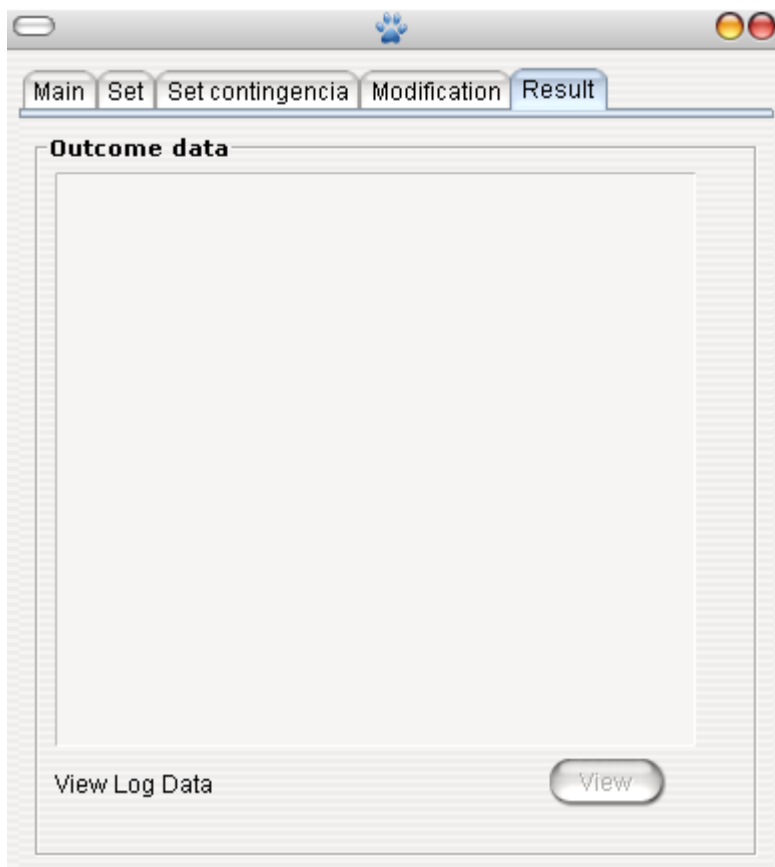 Main Set Set contingencia Modification Result
Outcome data
View Log Data View